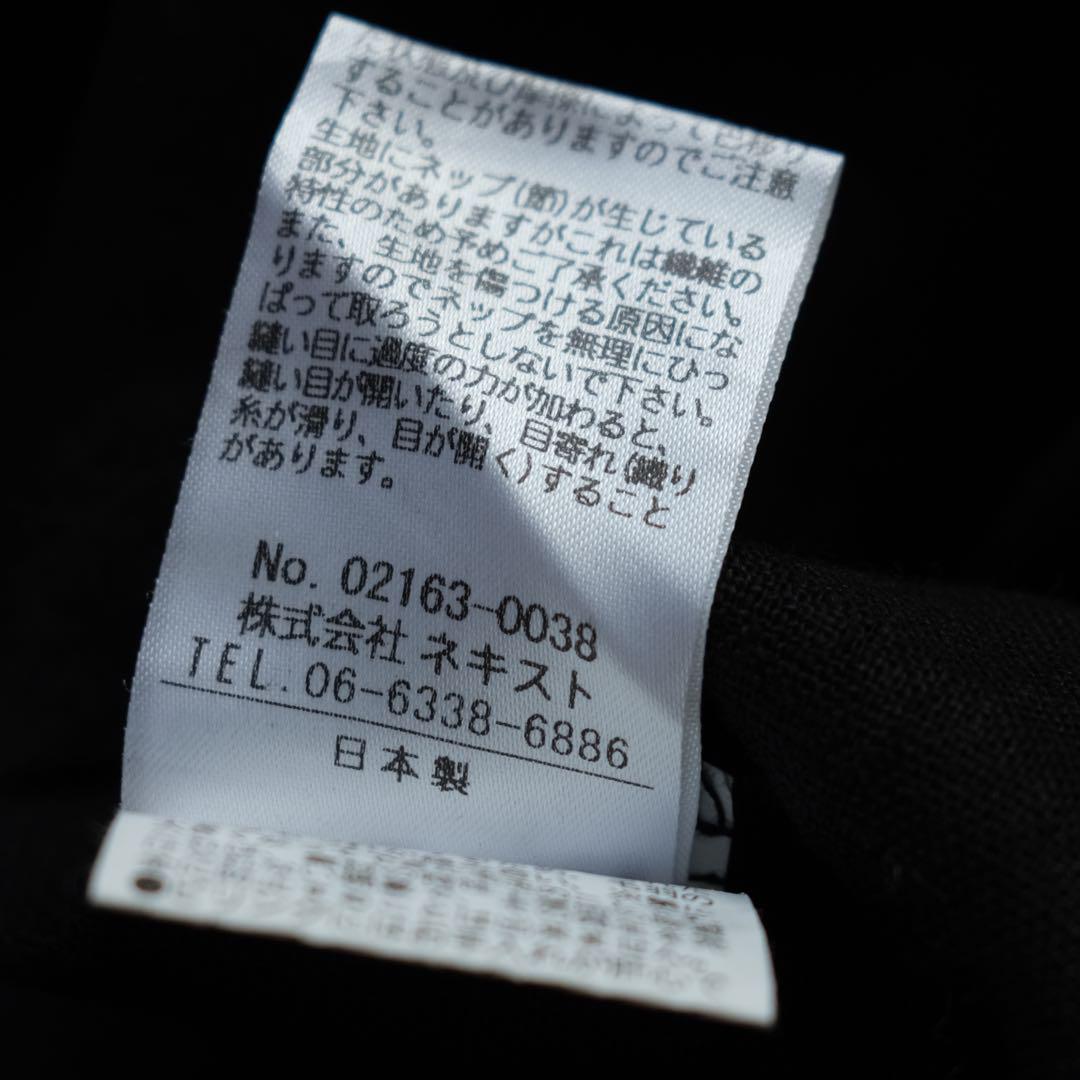 することがありますのでご注意
下さい。
生地にネップ(節)が生じている
部分がありますがこれは繊維の
特性のため予めご了承ください。
また、生地を傷つける原因にな
りますのでネップを無理にひっ
ぱって取ろうとしないで下さい。
縫い目に過度の力が加わると、
縫い目が開いたり、目寄れ(織り
糸が滑り、目が開く)すること
があります。
No. 02163-0038
株式会社 ネキスト
TEL. 06-6338-6886
日本製